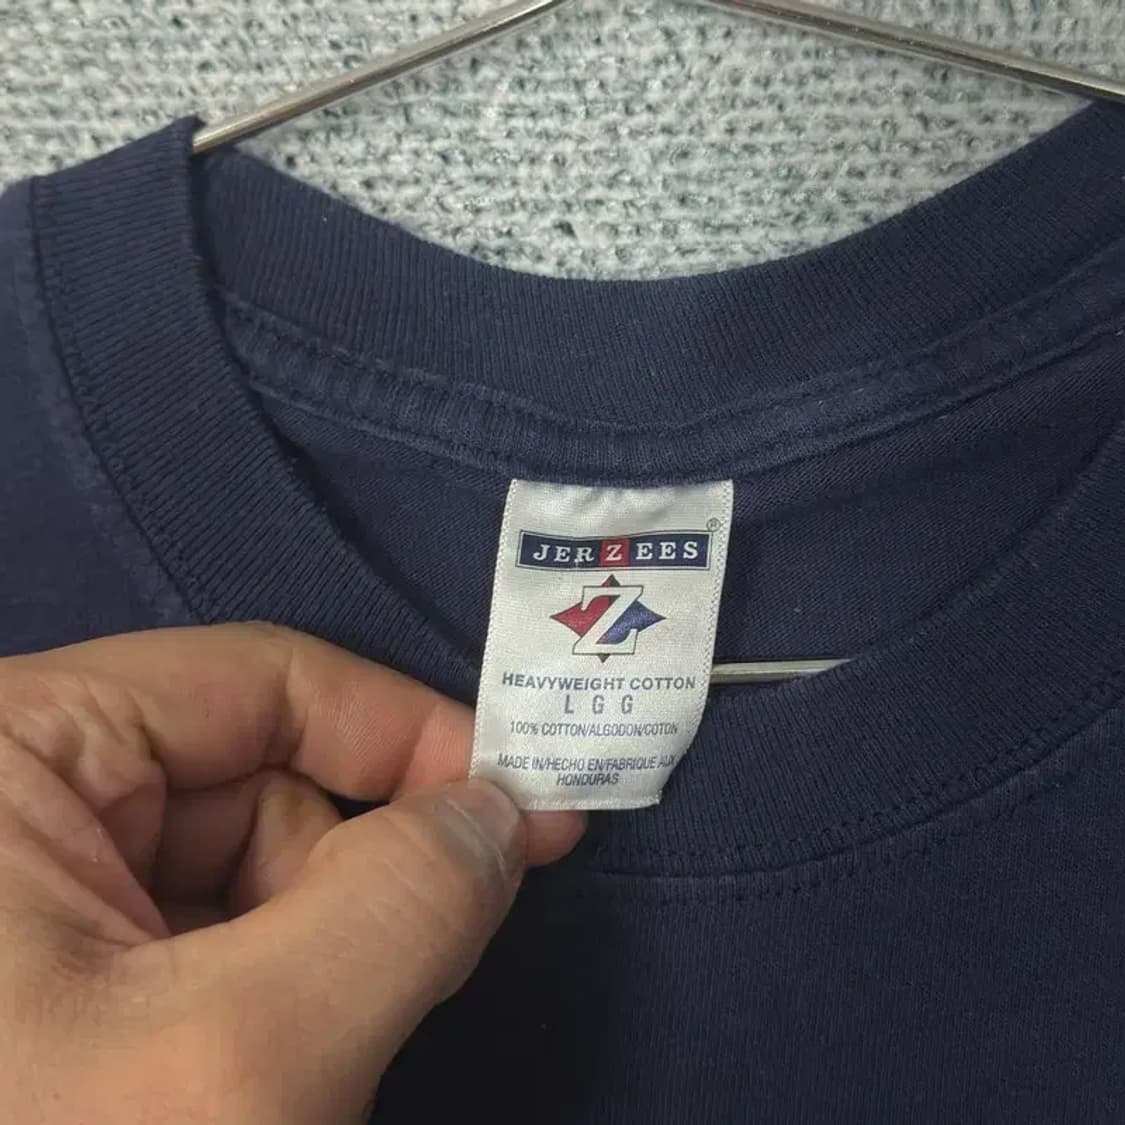 JERZEES®
Z
HEAVYWEIGHT COTTON
L G G
100% COTTON/ALGODON/COTON
MADE IN/HECHO EN/FABRIQUE AUX
HONDURAS